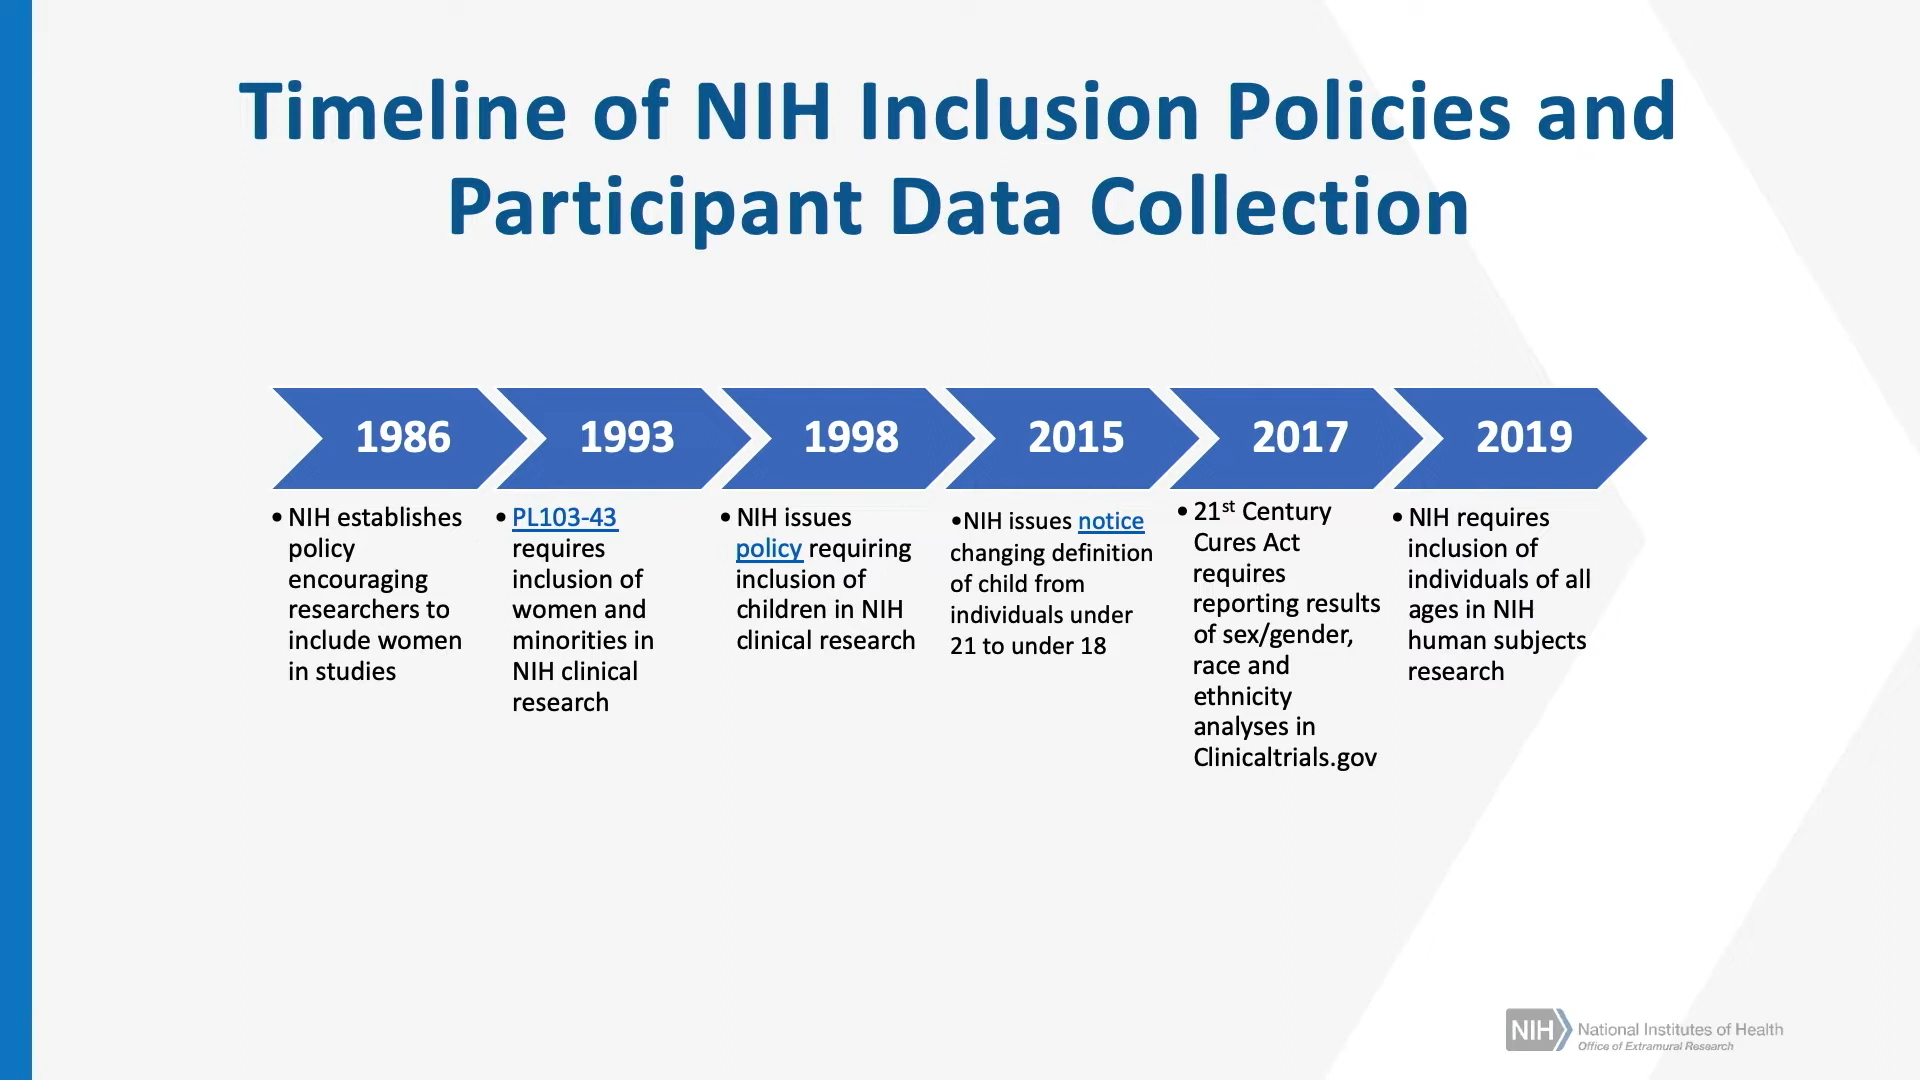 Timeline of NIH Inclusion Policies and
Participant Data Collection
1986
• NIH establishes
policy
encouraging
researchers to
include women
in studies
1993
• PL103-43
requires
inclusion of
women and
minorities in
NIH clinical
research
1998
• NIH issues
policy requiring
inclusion of
children in NIH
clinical research
2015
•NIH issues notice
changing definition
of child from
individuals under
21 to under 18
2017
• 21st Century
Cures Act
requires
reporting results
of sex/gender,
race and
ethnicity
analyses in
Clinicaltrials.gov
2019
• NIH requires
inclusion of
individuals of all
ages in NIH
human subjects
research
NIH National Institutes of Health
Office of Extramural Research